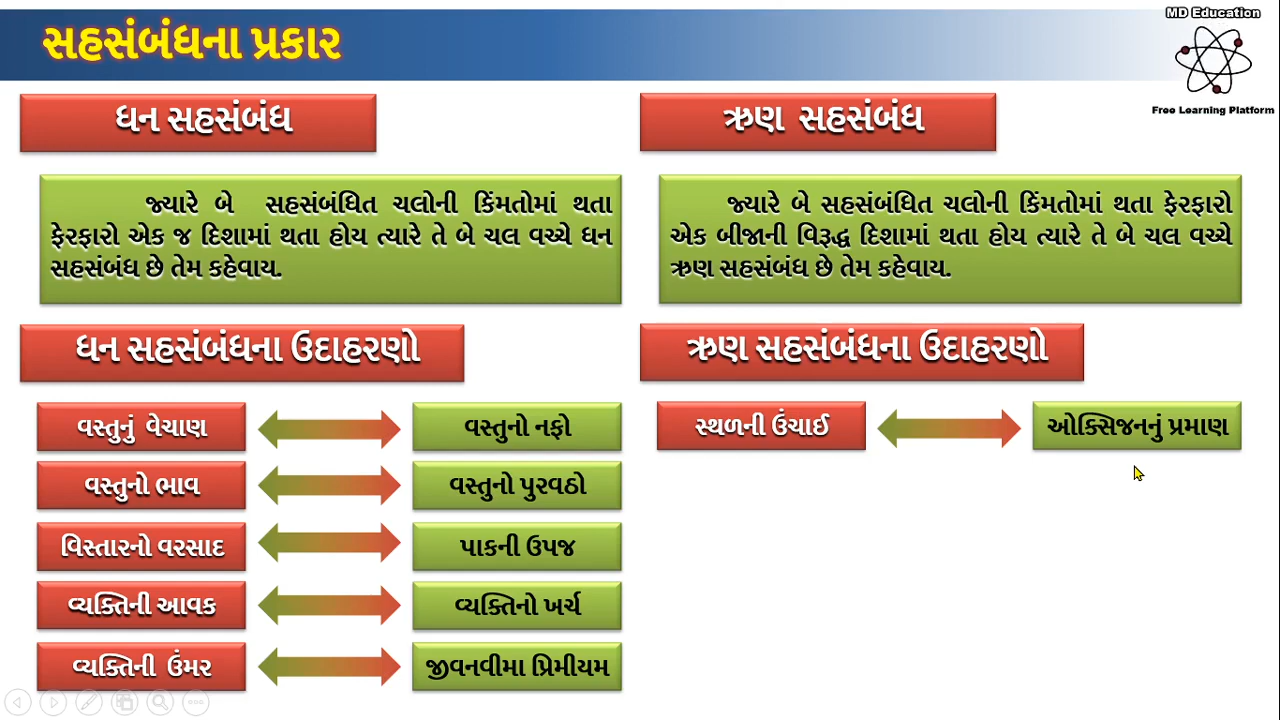 સહસંબંધના પ્રકાર
MD Education
Free Learning Platform
ધન સહસંબંધ
જ્યારે બે સહસંબંધિત ચલોની કિંમતોમાં થતા
ફેરફારો એક જ દિશામાં થતા હોય ત્યારે તે બે ચલ વચ્ચે ધન
સહસંબંધ છે તેમ કહેવાય.
ધન સહસંબંધના ઉદાહરણો
વસ્તુનું વેચાણ વસ્તુનો નફો
વસ્તુનો ભાવ વસ્તુનો પુરવઠો
વિસ્તારનો વરસાદ પાકની ઉપજ
વ્યક્તિની આવક વ્યક્તિનો ખર્ચ
વ્યક્તિની ઉંમર જીવનવીમા પ્રિમીયમ
ઋણ સહસંબંધ
જ્યારે બે સહસંબંધિત ચલોની કિંમતોમાં થતા ફેરફારો
એક બીજાની વિરૂદ્ધ દિશામાં થતા હોય ત્યારે તે બે ચલ વચ્ચે
ઋણ સહસંબંધ છે તેમ કહેવાય.
ઋણ સહસંબંધના ઉદાહરણો
સ્થળની ઉંચાઈ ઓક્સિજનનું પ્રમાણ